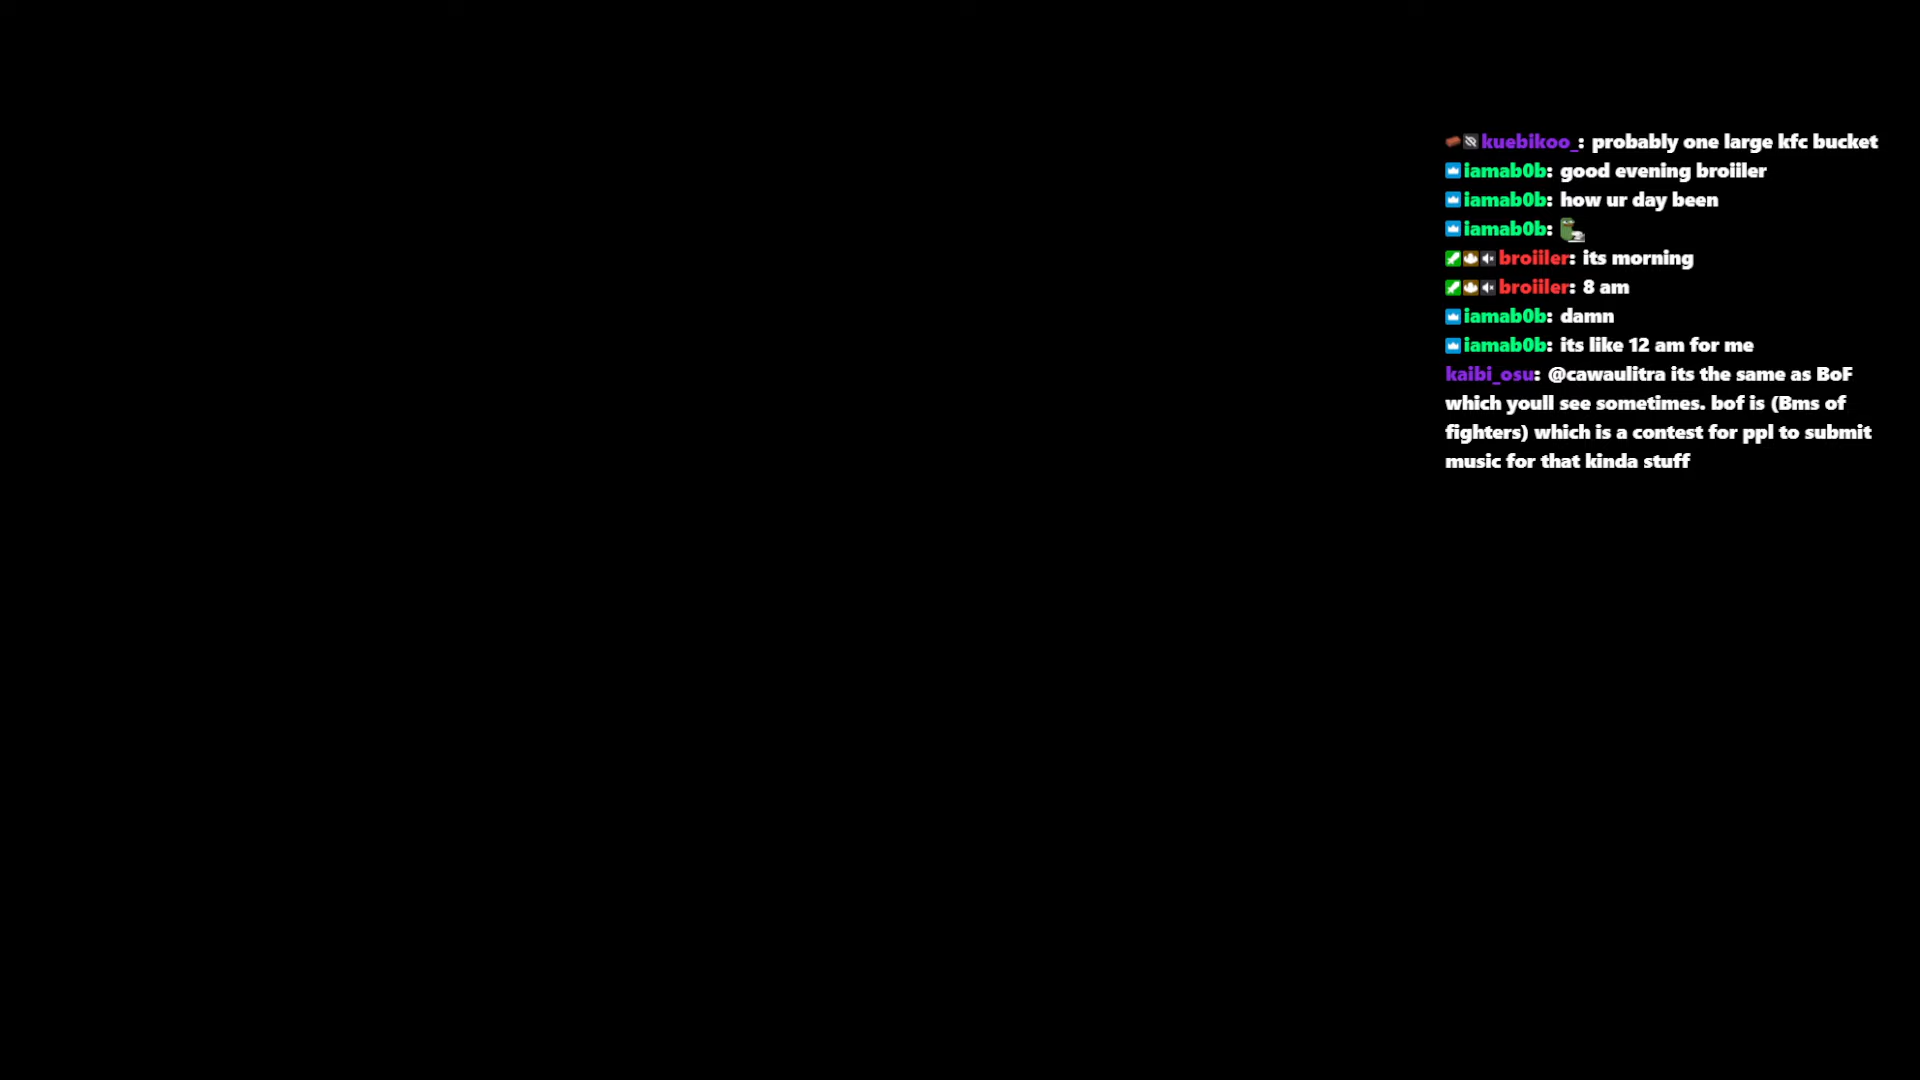 kuebikoo_: probably one large kfc bucket
iamab0b: good evening broiiler
iamab0b: how ur day been
iamab0b:
broiiler: its morning
broiiler: 8 am
iamab0b: damn
iamab0b: its like 12 am for me
kaibi_osu: @cawaulitra its the same as BoF
which youll see sometimes. bof is (Bms of
fighters) which is a contest for ppl to submit
music for that kinda stuff